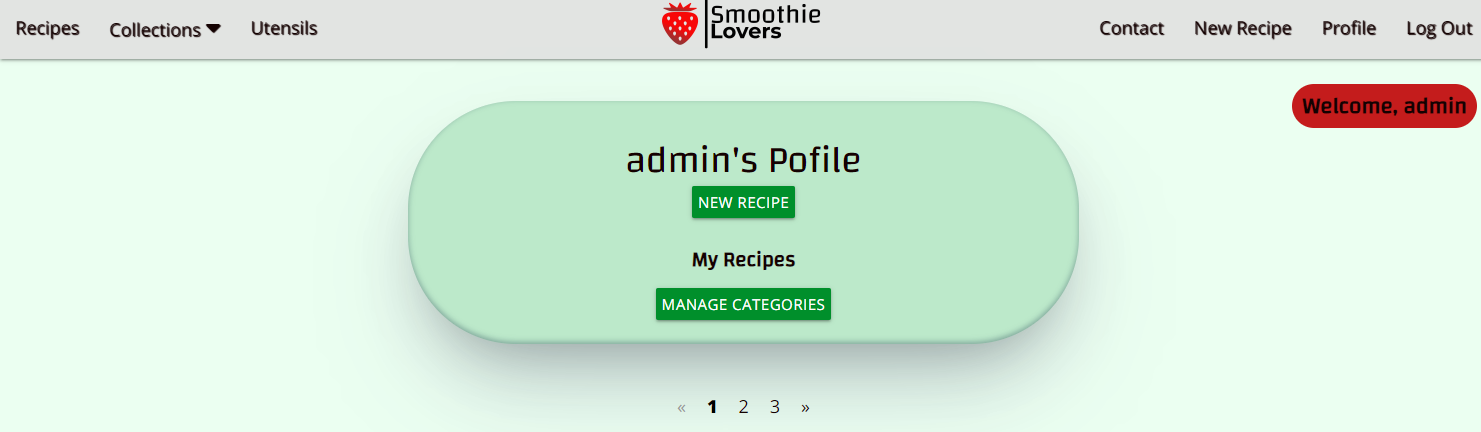 Recipes Collections Utensils Smoothie Lovers Contact New Recipe Profile Log Out
Welcome, admin
admin's Pofile
NEW RECIPE
My Recipes
MANAGE CATEGORIES
« 1 2 3 »